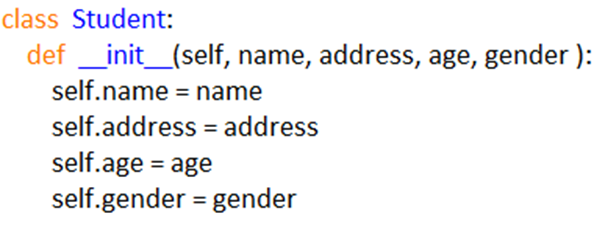 class Student:
def __init__(self, name, address, age, gender ):
self.name = name
self.address = address
self.age = age
self.gender = gender